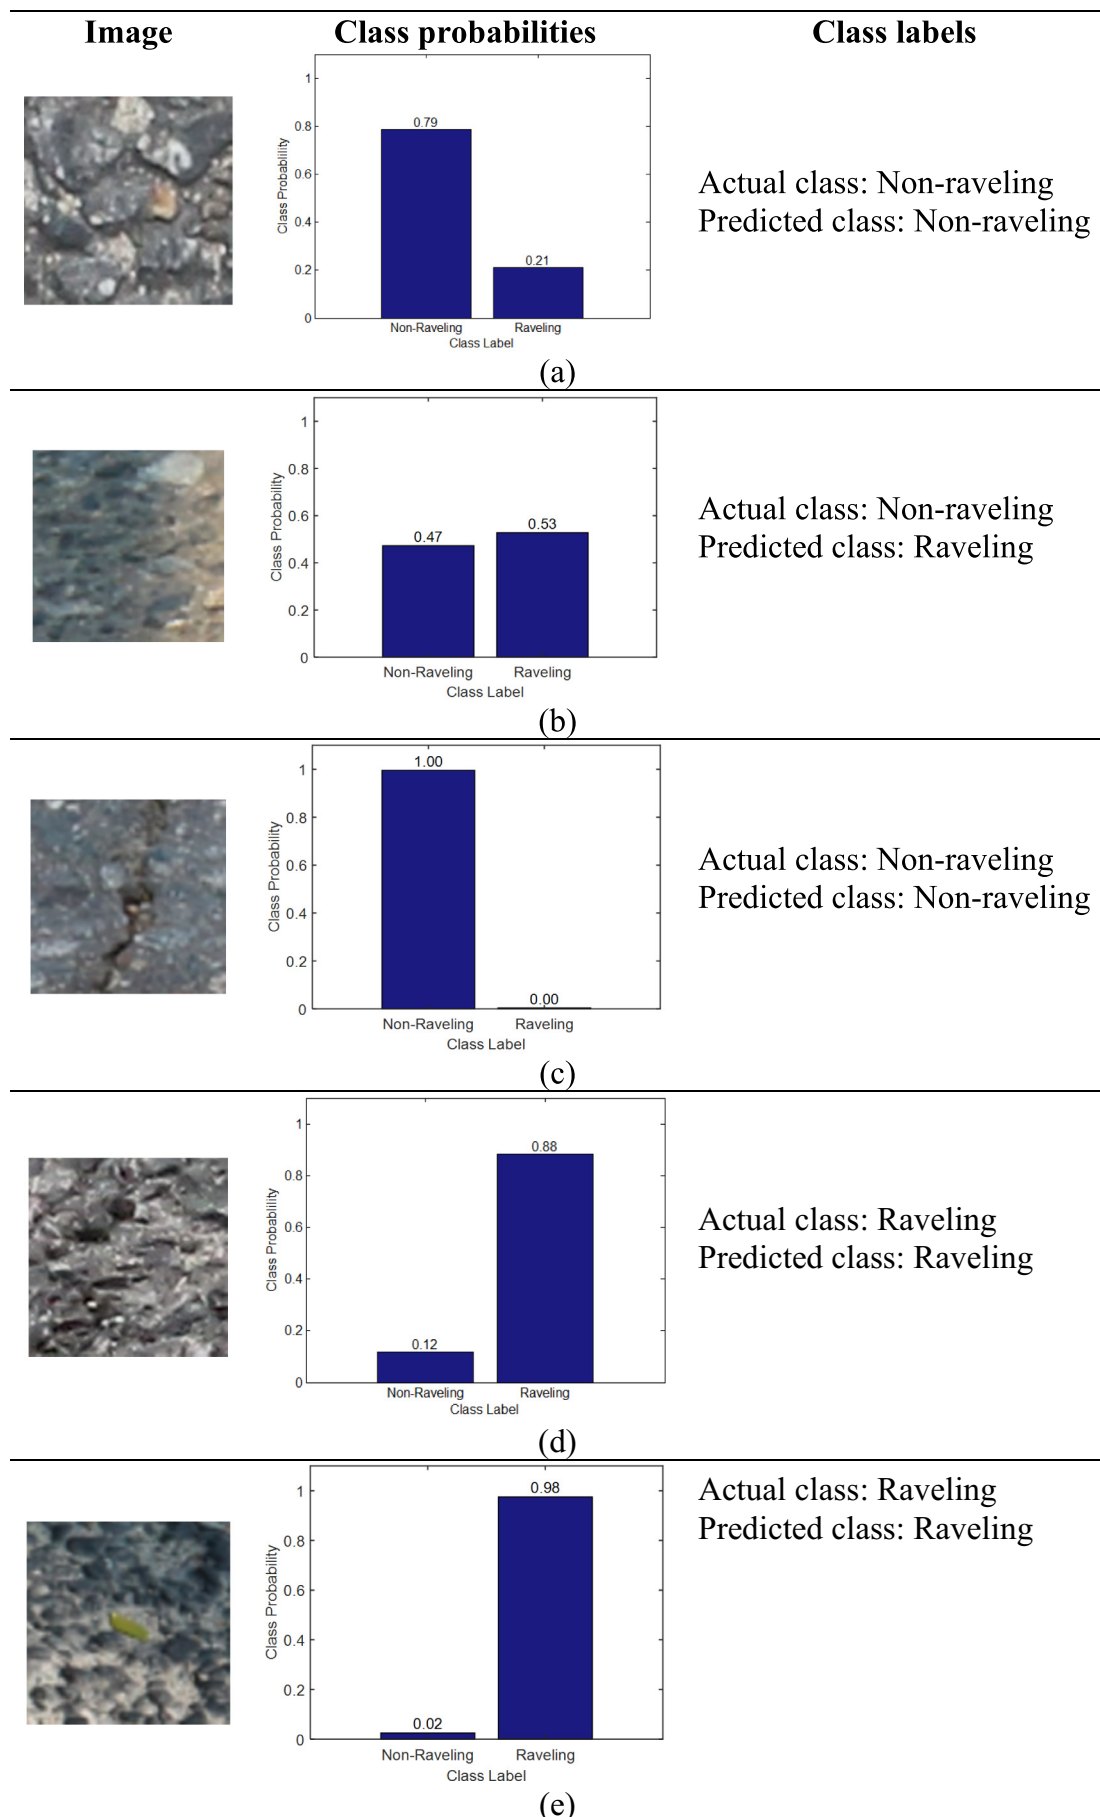 Image Class probabilities Class labels
1
0.8
0.6
0.4
0.2
0
Class Probablility
0.79
0.21
Non-Raveling Raveling
Class Label
Actual class: Non-raveling
Predicted class: Non-raveling
(a)
1
0.8
0.6
0.4
0.2
0
Class Probability
0.47
0.53
Non-Raveling Raveling
Class Label
Actual class: Non-raveling
Predicted class: Raveling
(b)
1
0.8
0.6
0.4
0.2
0
Class Probability
1.00
0.00
Non-Raveling Raveling
Class Label
Actual class: Non-raveling
Predicted class: Non-raveling
(c)
1
0.8
0.6
0.4
0.2
0
Class Probablility
0.12
0.88
Non-Raveling Raveling
Class Label
Actual class: Raveling
Predicted class: Raveling
(d)
1
0.8
0.6
0.4
0.2
0
Class Probability
0.02
0.98
Non-Raveling Raveling
Class Label
Actual class: Raveling
Predicted class: Raveling
(e)